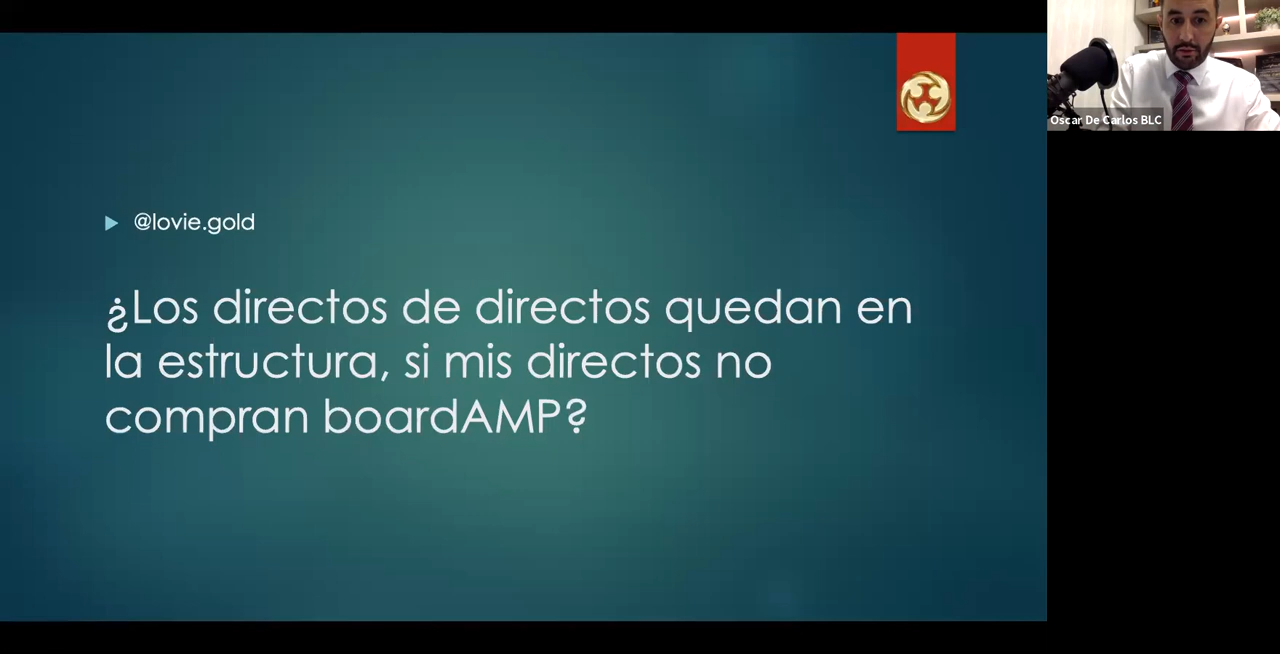 @lovie.gold
¿Los directos de directos quedan en
la estructura, si mis directos no
compran boardAMP?
Oscar De Carlos BLC